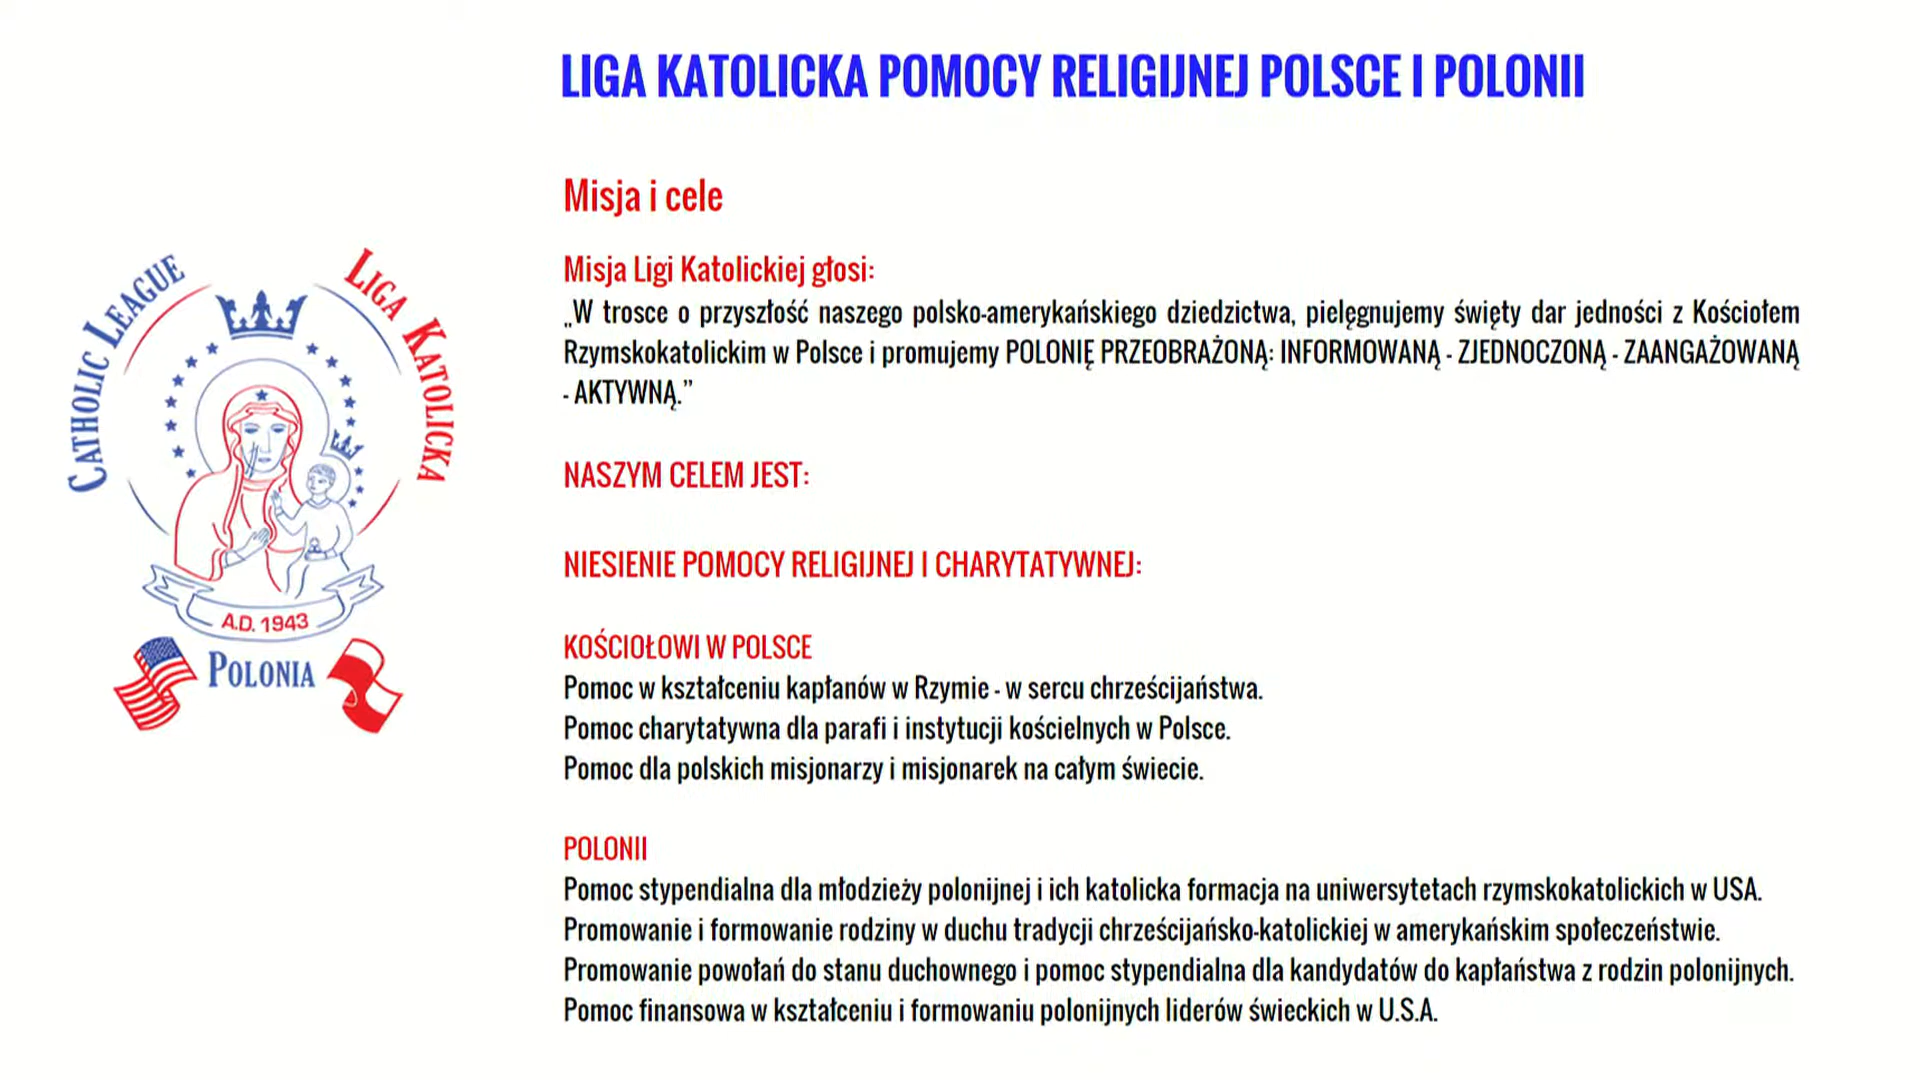 LIGA KATOLICKA POMOCY RELIGIJNEJ POLSCE I POLONII
CATHOLIC LEAGUE
LIGA KATOLICKA
A.D. 1943
POLONIA
Misja i cele
Misja Ligi Katolickiej głosi:
„W trosce o przyszłość naszego polsko-amerykańskiego dziedzictwa, pielęgnujemy święty dar jedności z Kościołem
Rzymskokatolickim w Polsce i promujemy POLONIĘ PRZEOBRAŻONĄ: INFORMOWANĄ - ZJEDNOCZONĄ - ZAANGAŻOWANĄ
- AKTYWNĄ.”
NASZYM CELEM JEST:
NIESIENIE POMOCY RELIGIJNEJ I CHARYTATYWNEJ:
KOŚCIOŁOWI W POLSCE
Pomoc w kształceniu kapłanów w Rzymie - w sercu chrześcijaństwa.
Pomoc charytatywna dla parafi i instytucji kościelnych w Polsce.
Pomoc dla polskich misjonarzy i misjonarek na całym świecie.
POLONII
Pomoc stypendialna dla młodzieży polonijnej i ich katolicka formacja na uniwersytetach rzymskokatolickich w USA.
Promowanie i formowanie rodziny w duchu tradycji chrześcijańsko-katolickiej w amerykańskim społeczeństwie.
Promowanie powołań do stanu duchownego i pomoc stypendialna dla kandydatów do kapłaństwa z rodzin polonijnych.
Pomoc finansowa w kształceniu i formowaniu polonijnych liderów świeckich w U.S.A.